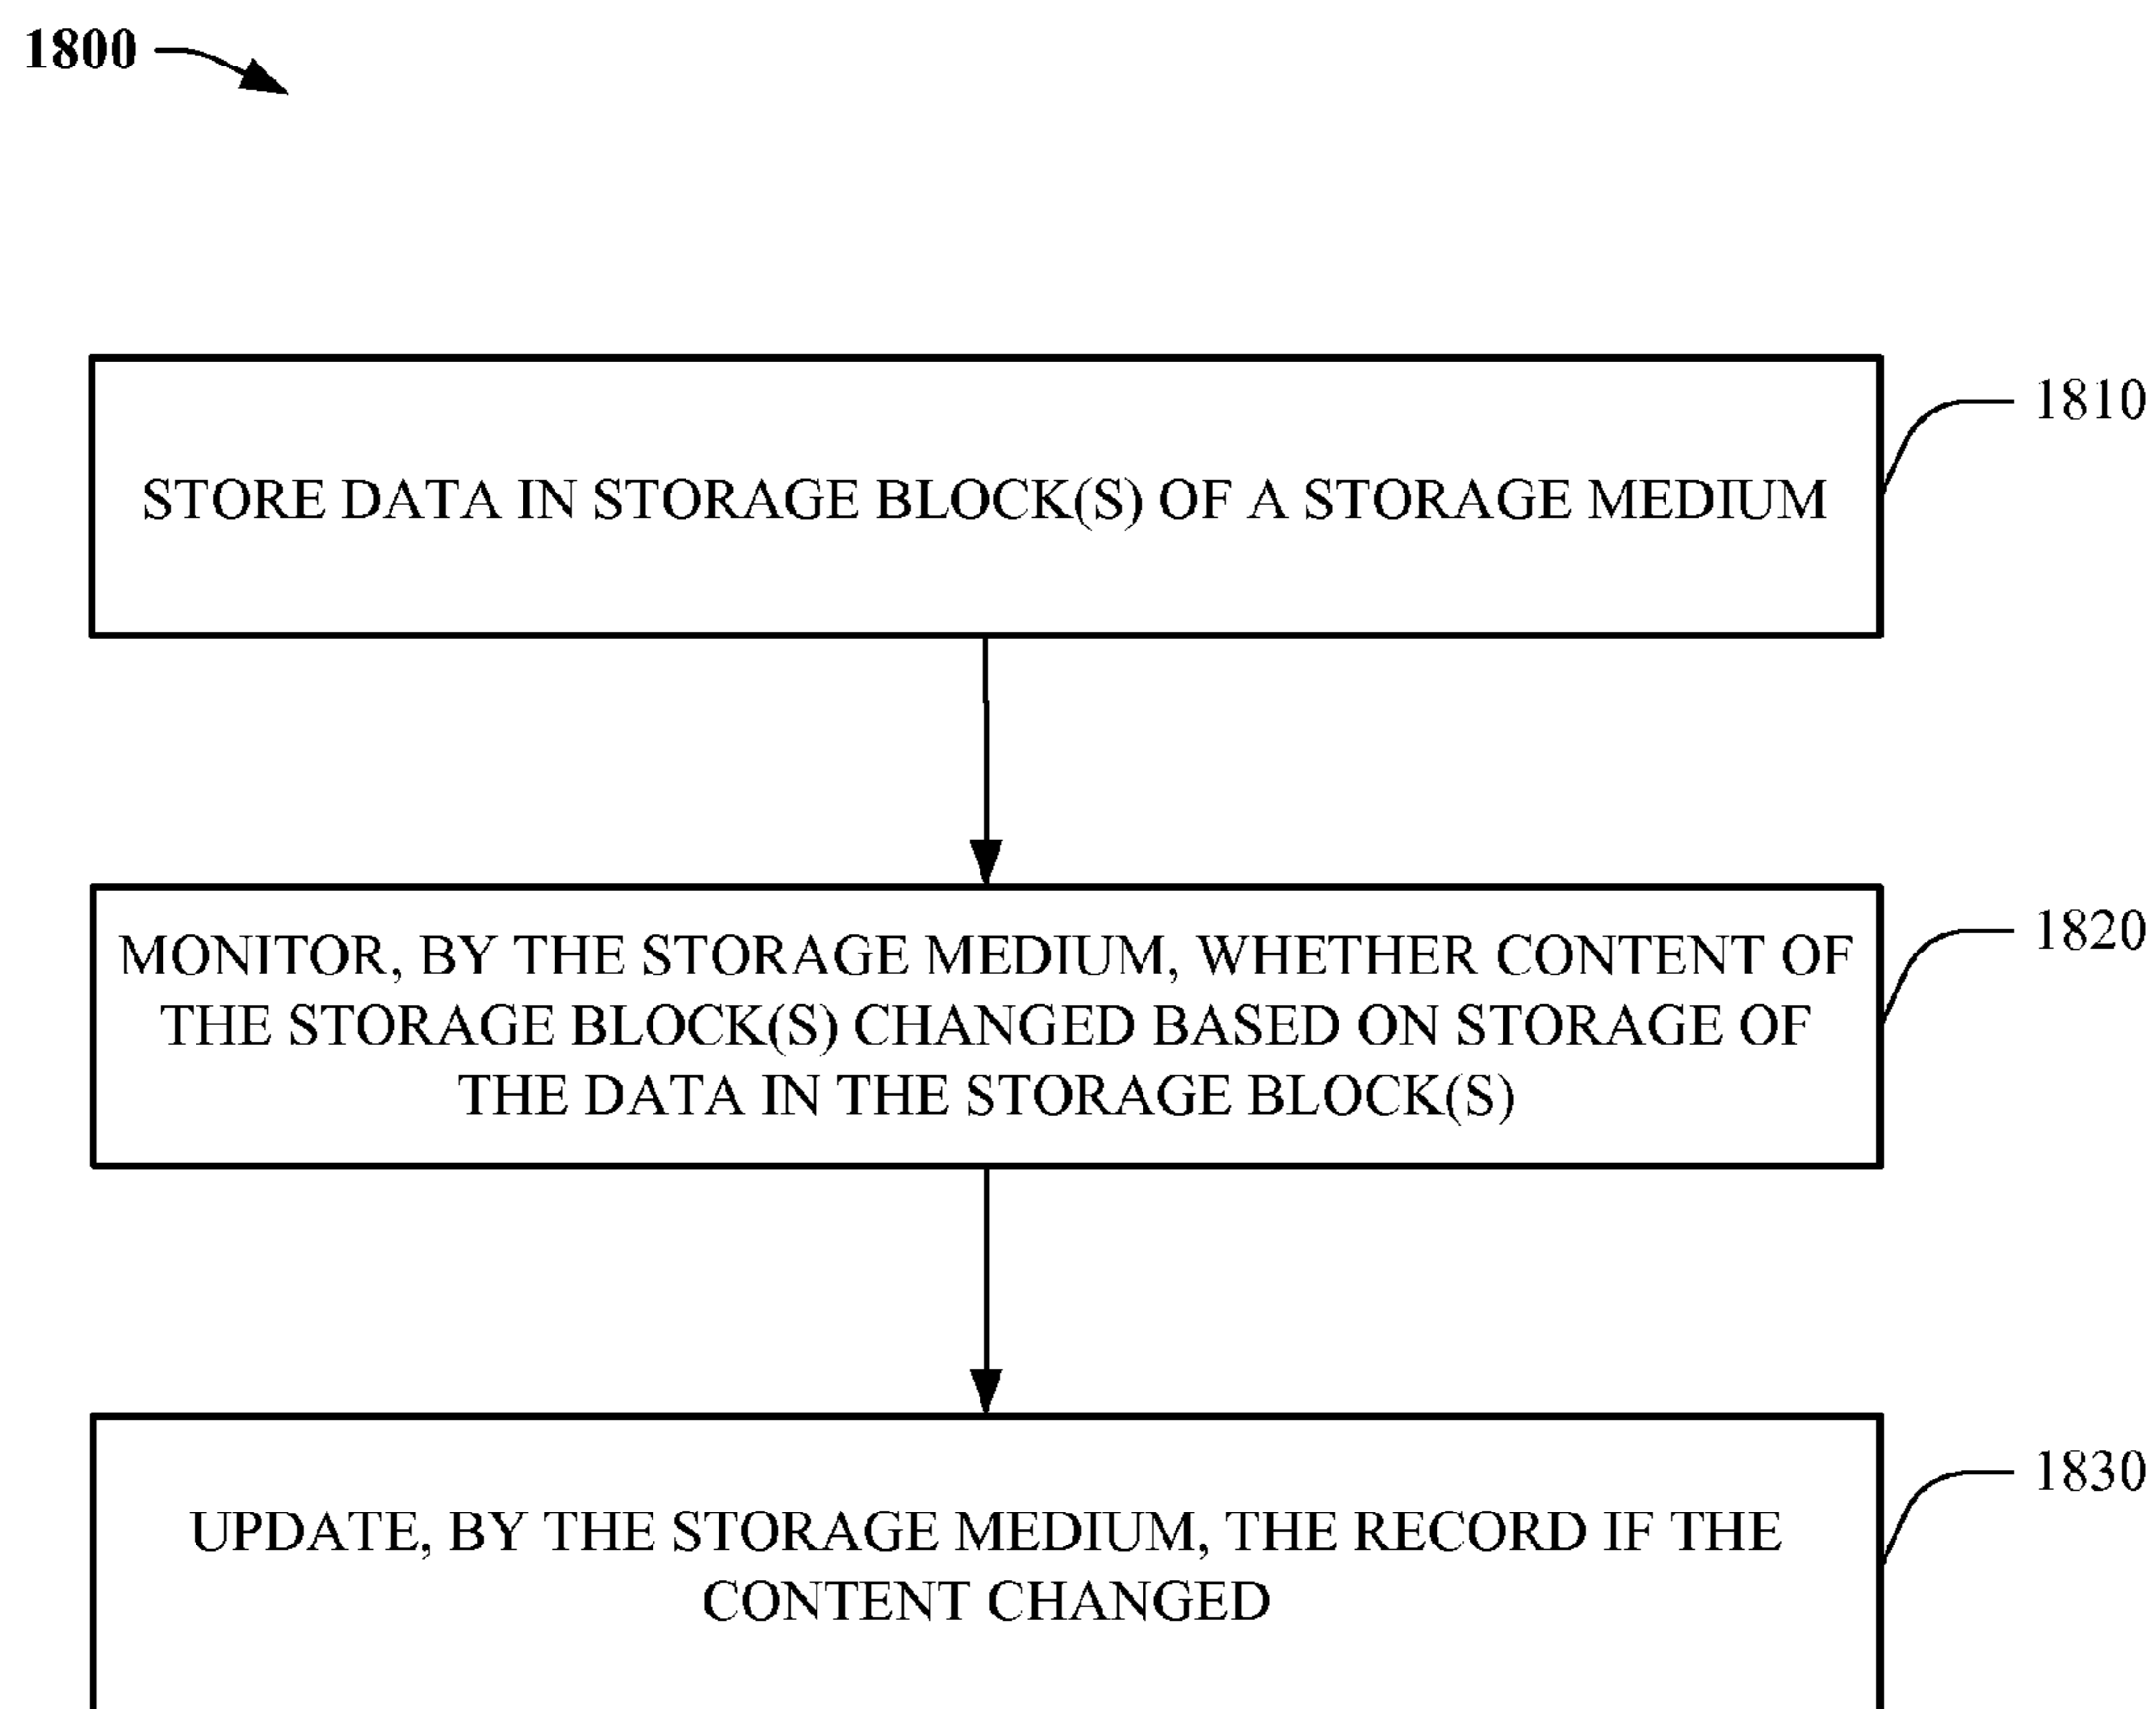 1800
STORE DATA IN STORAGE BLOCK(S) OF A STORAGE MEDIUM
1810
MONITOR, BY THE STORAGE MEDIUM, WHETHER CONTENT OF
THE STORAGE BLOCK(S) CHANGED BASED ON STORAGE OF
THE DATA IN THE STORAGE BLOCK(S)
1820
UPDATE, BY THE STORAGE MEDIUM, THE RECORD IF THE
CONTENT CHANGED
1830